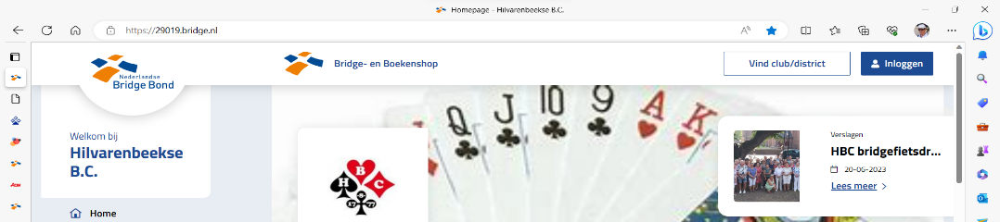 Homepage - Hilvarenbeekse B.C.
https://29019.bridge.nl
Nederlandse
Bridge Bond
Bridge- en Boekenshop
Vind club/district
Inloggen
Welkom bij
Hilvarenbeekse
B.C.
Home
Q J 10 9 A K
H B C
Verslagen
HBC bridgefietsdr...
20-06-2023
Lees meer